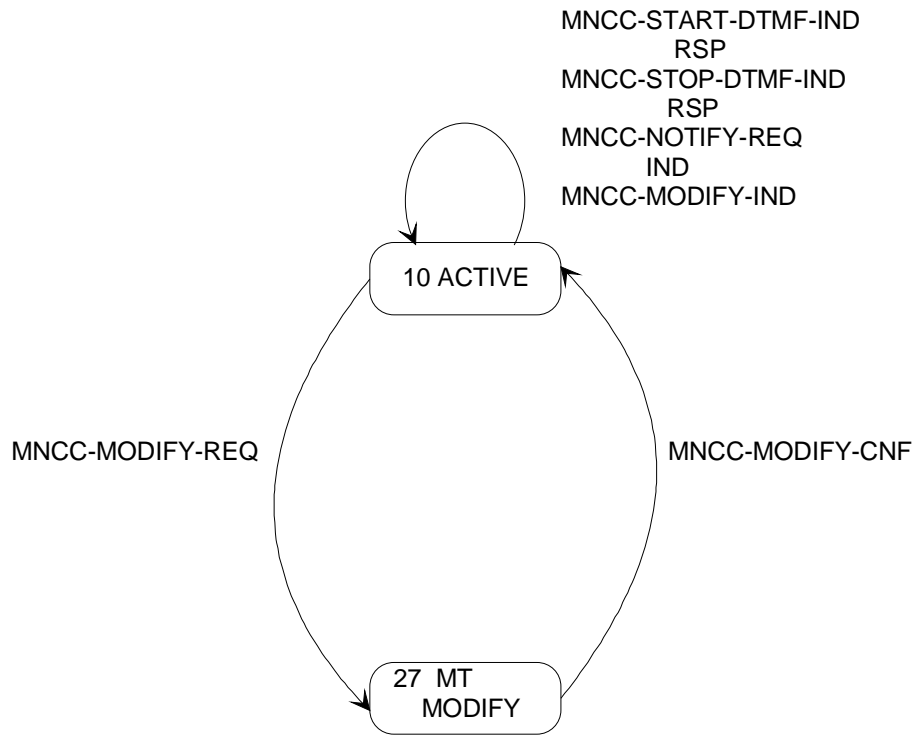 MNCC-START-DTMF-IND
RSP
MNCC-STOP-DTMF-IND
RSP
MNCC-NOTIFY-REQ
IND
MNCC-MODIFY-IND
10 ACTIVE
MNCC-MODIFY-REQ
MNCC-MODIFY-CNF
27 MT
MODIFY